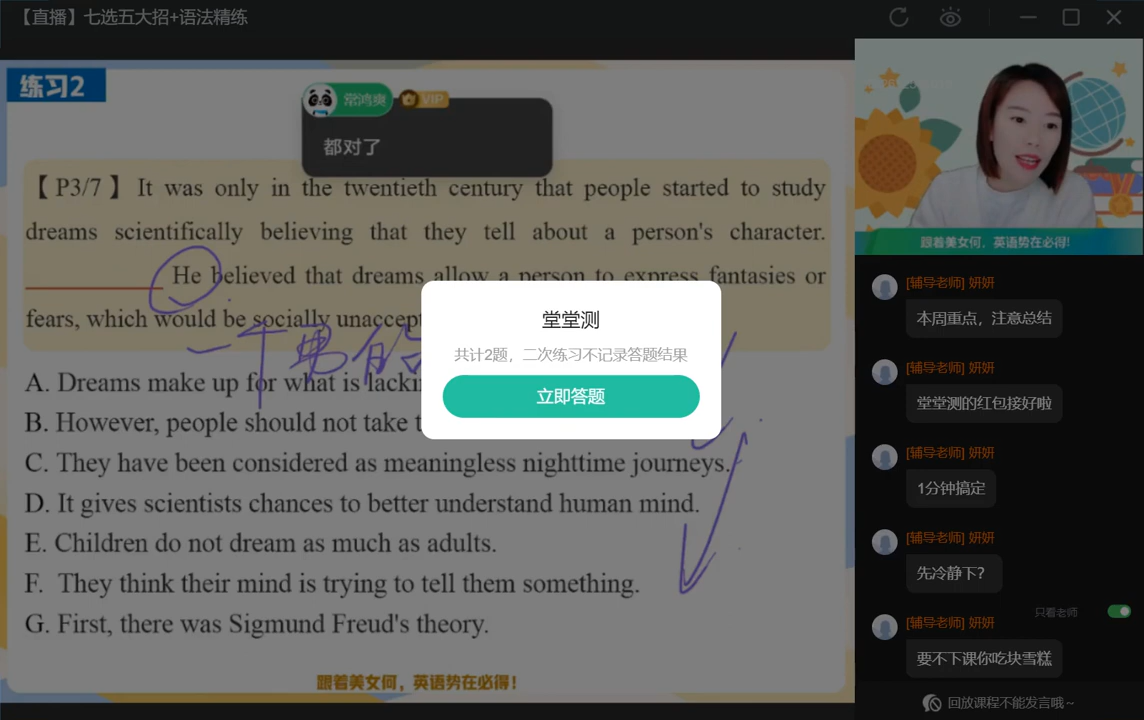 【直播】七选五大招+语法精练
练习2
常鸿爽 VIP
都对了
【 P3/7 】 It was only in the twentieth century that people started to study
dreams scientifically believing that they tell about a person's character.
He believed that dreams allow a person to express fantasies or
fears, which would be socially unaccept
一个男的
A. Dreams make up for what is lacki
B. However, people should not take t
C. They have been considered as meaningless nighttime journeys.
D. It gives scientists chances to better understand human mind.
E. Children do not dream as much as adults.
F. They think their mind is trying to tell them something.
G. First, there was Sigmund Freud's theory.
跟着美女何，英语势在必得！
堂堂测
共计2题，二次练习不记录答题结果
立即答题
跟着美女何，英语势在必得!
[辅导老师] 妍妍
本周重点，注意总结
[辅导老师] 妍妍
堂堂测的红包接好啦
[辅导老师] 妍妍
1分钟搞定
[辅导老师] 妍妍
先冷静下？
只看老师
[辅导老师] 妍妍
要不下课你吃块雪糕
回放课程不能发言哦~